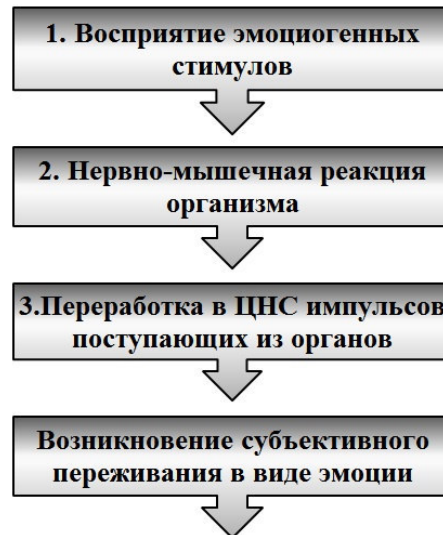 1. Восприятие эмоциогенных
стимулов
2. Нервно-мышечная реакция
организма
3.Переработка в ЦНС импульсов
поступающих из органов
Возникновение субъективного
переживания в виде эмоции